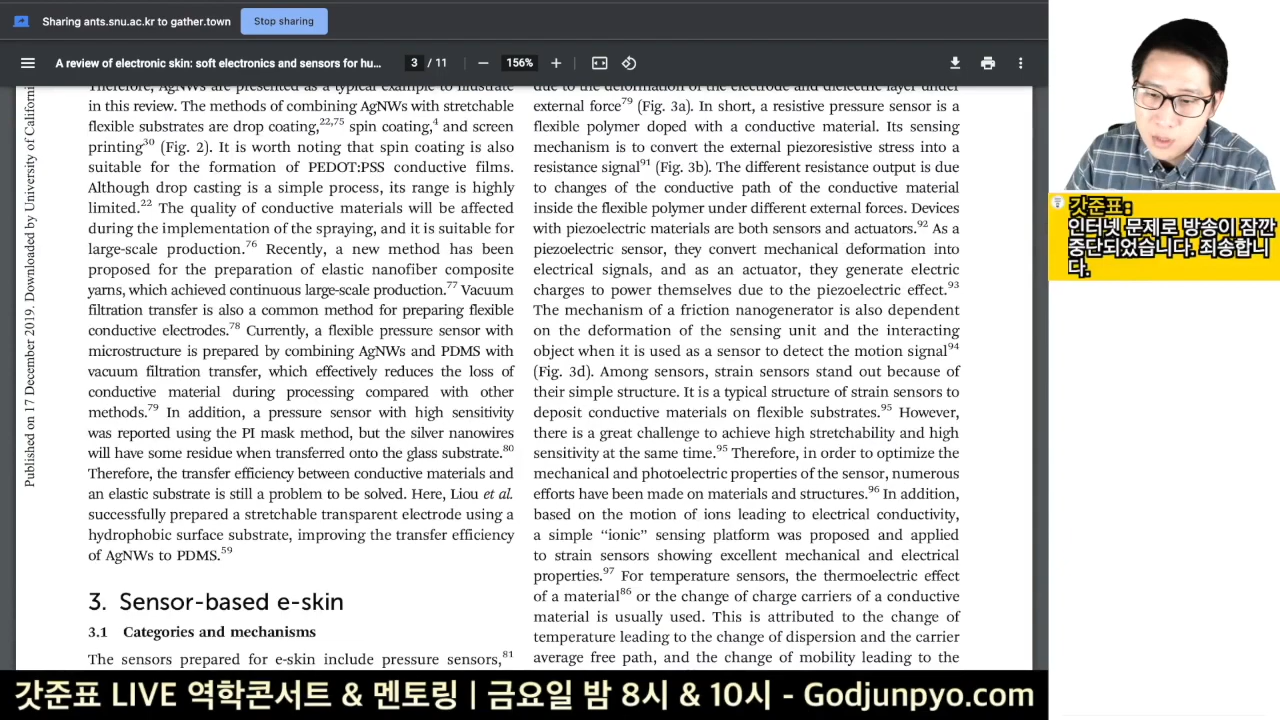 Sharing ants.snu.ac.kr to gather.town
Stop sharing
A review of electronic skin: soft electronics and sensors for hu...
3 / 11
156%
Published on 17 December 2019. Downloaded by University of Californi
Therefore, AgNWs are presented as a typical example to illustrate
in this review. The methods of combining AgNWs with stretchable
flexible substrates are drop coating,22,75 spin coating,4 and screen
printing30 (Fig. 2). It is worth noting that spin coating is also
suitable for the formation of PEDOT:PSS conductive films.
Although drop casting is a simple process, its range is highly
limited.22 The quality of conductive materials will be affected
during the implementation of the spraying, and it is suitable for
large-scale production.76 Recently, a new method has been
proposed for the preparation of elastic nanofiber composite
yarns, which achieved continuous large-scale production.77 Vacuum
filtration transfer is also a common method for preparing flexible
conductive electrodes.78 Currently, a flexible pressure sensor with
microstructure is prepared by combining AgNWs and PDMS with
vacuum filtration transfer, which effectively reduces the loss of
conductive material during processing compared with other
methods.79 In addition, a pressure sensor with high sensitivity
was reported using the PI mask method, but the silver nanowires
will have some residue when transferred onto the glass substrate.80
Therefore, the transfer efficiency between conductive materials and
an elastic substrate is still a problem to be solved. Here, Liou et al.
successfully prepared a stretchable transparent electrode using a
hydrophobic surface substrate, improving the transfer efficiency
of AgNWs to PDMS.59
3. Sensor-based e-skin
3.1 Categories and mechanisms
The sensors prepared for e-skin include pressure sensors,81
due to the deformation of the electrode and dielectric layer under
external force79 (Fig. 3a). In short, a resistive pressure sensor is a
flexible polymer doped with a conductive material. Its sensing
mechanism is to convert the external piezoresistive stress into a
resistance signal91 (Fig. 3b). The different resistance output is due
to changes of the conductive path of the conductive material
inside the flexible polymer under different external forces. Devices
with piezoelectric materials are both sensors and actuators.92 As a
piezoelectric sensor, they convert mechanical deformation into
electrical signals, and as an actuator, they generate electric
charges to power themselves due to the piezoelectric effect.93
The mechanism of a friction nanogenerator is also dependent
on the deformation of the sensing unit and the interacting
object when it is used as a sensor to detect the motion signal94
(Fig. 3d). Among sensors, strain sensors stand out because of
their simple structure. It is a typical structure of strain sensors to
deposit conductive materials on flexible substrates.95 However,
there is a great challenge to achieve high stretchability and high
sensitivity at the same time.95 Therefore, in order to optimize the
mechanical and photoelectric properties of the sensor, numerous
efforts have been made on materials and structures.96 In addition,
based on the motion of ions leading to electrical conductivity,
a simple “ionic” sensing platform was proposed and applied
to strain sensors showing excellent mechanical and electrical
properties.97 For temperature sensors, the thermoelectric effect
of a material86 or the change of charge carriers of a conductive
material is usually used. This is attributed to the change of
temperature leading to the change of dispersion and the carrier
average free path, and the change of mobility leading to the
갓준표:
인터넷 문제로 방송이 잠깐
중단되었습니다. 죄송합니
다.
갓준표 LIVE 역학콘서트 & 멘토링 | 금요일 밤 8시 & 10시 - Godjunpyo.com